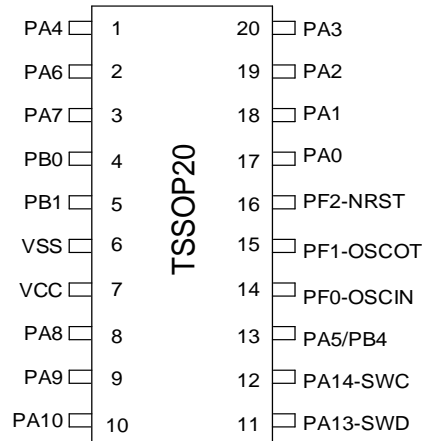 PA4 1 20 PA3
PA6 2 19 PA2
PA7 3 18 PA1
PB0 4 17 PA0
PB1 5 16 PF2-NRST
VSS 6 15 PF1-OSCOT
VCC 7 14 PF0-OSCIN
PA8 8 13 PA5/PB4
PA9 9 12 PA14-SWC
PA10 10 11 PA13-SWD
TSSOP20